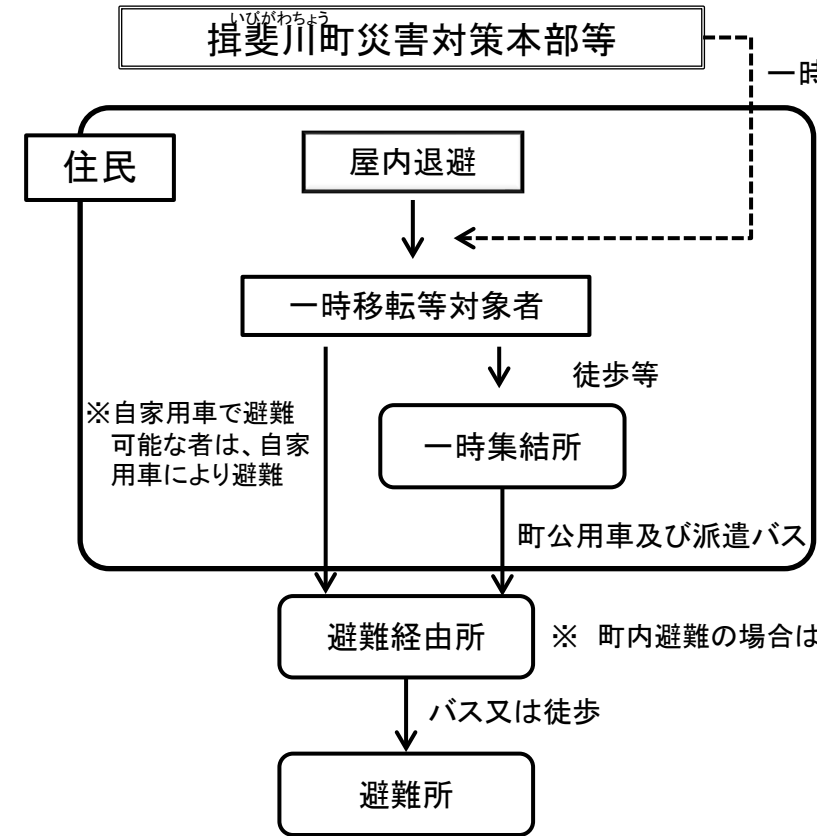 いびがわちょう
揖斐川町災害対策本部等
一時
住民
屋内退避
一時移転等対象者
徒歩等
※自家用車で避難
可能な者は、自家
用車により避難
一時集結所
町公用車及び派遣バス
避難経由所
※ 町内避難の場合は
バス又は徒歩
避難所